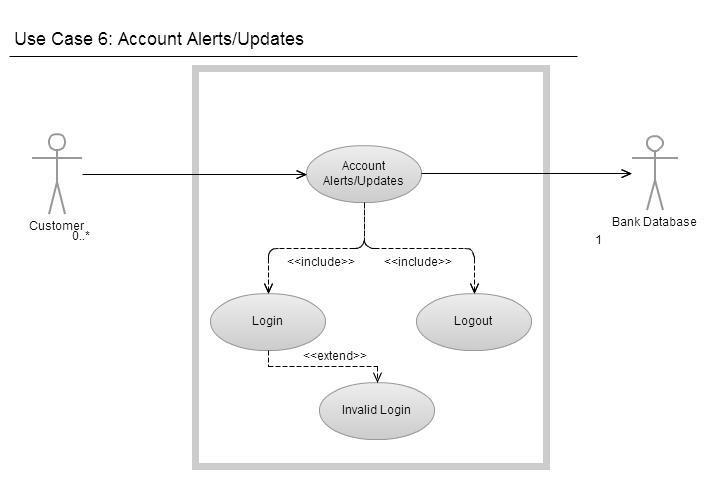 Use Case 6: Account Alerts/Updates
Account
Alerts/Updates
Customer
0..*
Bank Database
1
<<include>>
<<include>>
Login
Logout
<<extend>>
Invalid Login